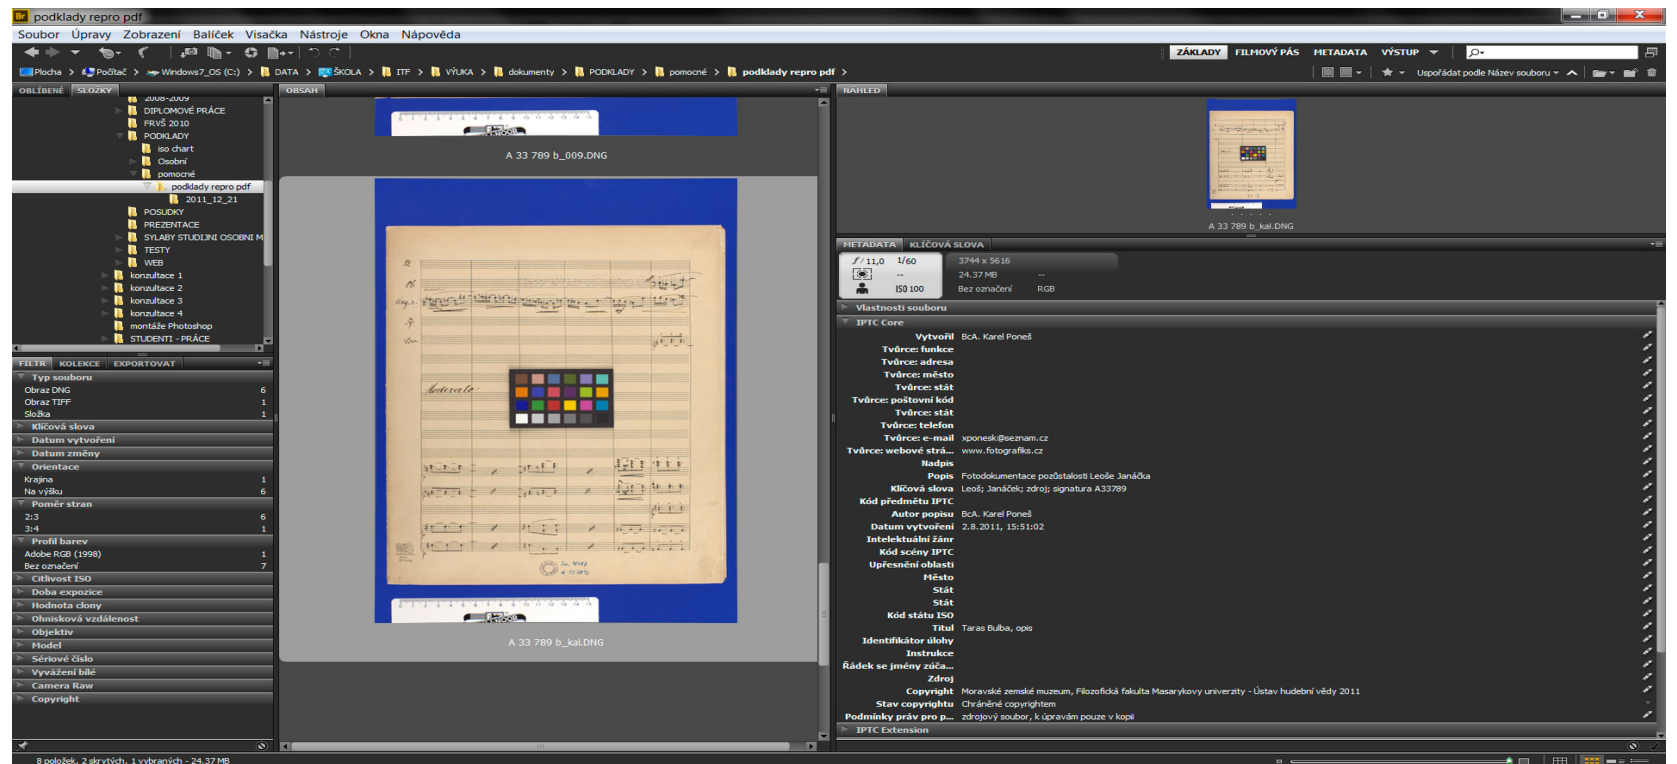 Br podklady repro pdf
Soubor Úpravy Zobrazení Balíček Visačka Nástroje Okna Nápověda
ZÁKLADY FILMOVÝ PÁS METADATA VÝSTUP
Plocha > Počítač > Windows7_OS (C:) > DATA > ŠKOLA > ITF > VÝUKA > dokumenty > PODKLADY > pomocné > podklady repro pdf >
Uspořádat podle Název souboru
OBLÍBENÉ SLOŽKY
2008-2009
DIPLOMOVÉ PRÁCE
FRVŠ 2010
PODKLADY
iso chart
Osobní
pomocné
podklady repro pdf
2011_12_21
POSUDKY
PREZENTACE
SYLABY STUDIJNI OSOBNI M
TESTY
WEB
konzultace 1
konzultace 2
konzultace 3
konzultace 4
montáže Photoshop
STUDENTI - PRÁCE
FILTR KOLEKCE EXPORTOVAT
Typ souboru
Obraz DNG 6
Obraz TIFF 1
Složka 1
Klíčová slova
Datum vytvoření
Datum změny
Orientace
Krajina 1
Na výšku 6
Poměr stran
2:3 6
3:4 1
Profil barev
Adobe RGB (1998) 1
Bez označení 7
Citlivost ISO
Doba expozice
Hodnota clony
Ohnisková vzdálenost
Objektiv
Model
Sériové číslo
Vyvážení bílé
Camera Raw
Copyright
8 položek, 2 skrytých, 1 vybraných - 24.37 MB
OBSAH
A 33 789 b_009.DNG
Moderato
A 33 789 b_kal.DNG
NÁHLED
A 33 789 b_kal.DNG
METADATA KLÍČOVÁ SLOVA
f/11,0 1/60
-- 
ISO 100
3744 x 5616
24.37 MB --
Bez označení RGB
Vlastnosti souboru
IPTC Core
Vytvořil BcA. Karel Poneš
Tvůrce: funkce
Tvůrce: adresa
Tvůrce: město
Tvůrce: stát
Tvůrce: poštovní kód
Tvůrce: stát
Tvůrce: telefon
Tvůrce: e-mail xponesk@seznam.cz
Tvůrce: webové strá... www.fotografiks.cz
Nadpis
Popis Fotodokumentace pozůstalosti Leoše Janáčka
Klíčová slova Leoš; Janáček; zdroj; signatura A33789
Kód předmětu IPTC
Autor popisu BcA. Karel Poneš
Datum vytvoření 2.8.2011, 15:51:02
Intelektuální žánr
Kód scény IPTC
Upřesnění oblasti
Město
Stát
Stát
Kód státu ISO
Titul Taras Bulba, opis
Identifikátor úlohy
Instrukce
Řádek se jmény zúča...
Zdroj
Copyright Moravské zemské muzeum, Filozofická fakulta Masarykovy univerzity - Ústav hudební vědy 2011
Stav copyrightu Chráněné copyrightem
Podmínky práv pro p... zdrojový soubor, k úpravám pouze v kopii
IPTC Extension